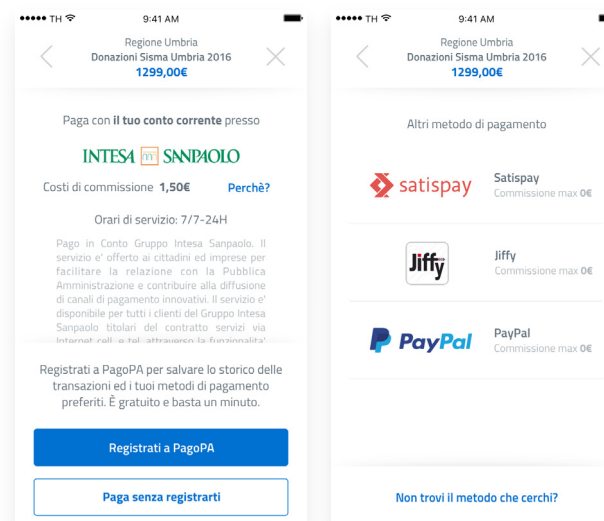 TH 9:41 AM
Regione Umbria
Donazioni Sisma Umbria 2016
1299,00€
Paga con il tuo conto corrente presso
INTESA SANPAOLO
Costi di commissione 1,50€ Perchè?
Orari di servizio: 7/7-24H
Pago in Conto Gruppo Intesa Sanpaolo. Il
servizio e' offerto ai cittadini ed imprese per
facilitare la relazione con la Pubblica
Amministrazione e contribuire alla diffusione
di canali di pagamento innovativi. Il servizio e'
disponibile per tutti i clienti del Gruppo Intesa
Sanpaolo titolari del contratto servizi via
Internet cell. e tel. attraverso la funzionalita'
Registrati a PagoPA per salvare lo storico delle
transazioni ed i tuoi metodi di pagamento
preferiti. È gratuito e basta un minuto.
Registrati a PagoPA
Paga senza registrarti
TH 9:41 AM
Regione Umbria
Donazioni Sisma Umbria 2016
1299,00€
Altri metodo di pagamento
satispay
Satispay
Commissione max 0€
Jiffy
Jiffy
Commissione max 0€
PayPal
PayPal
Commissione max 0€
Non trovi il metodo che cerchi?